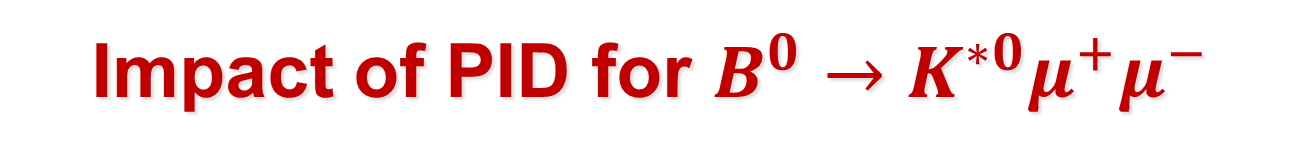 Impact of PID for B⁰ → K*⁰μ⁺μ⁻